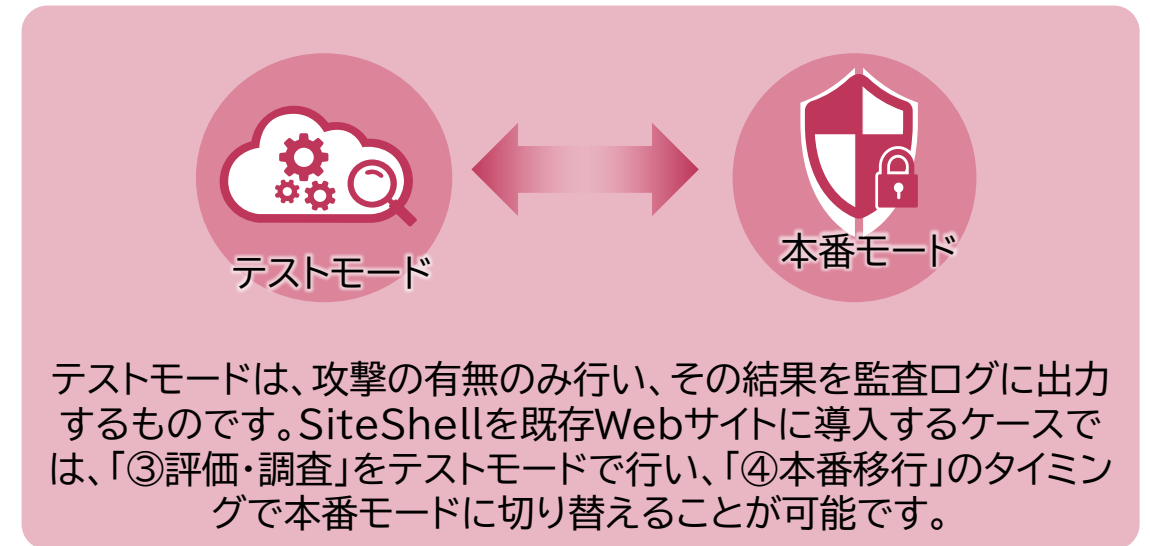 テストモード
本番モード
テストモードは、攻撃の有無のみ行い、その結果を監査ログに出力
するものです。SiteShellを既存Webサイトに導入するケースで
は、「③評価・調査」をテストモードで行い、「④本番移行」のタイミン
グで本番モードに切り替えることが可能です。